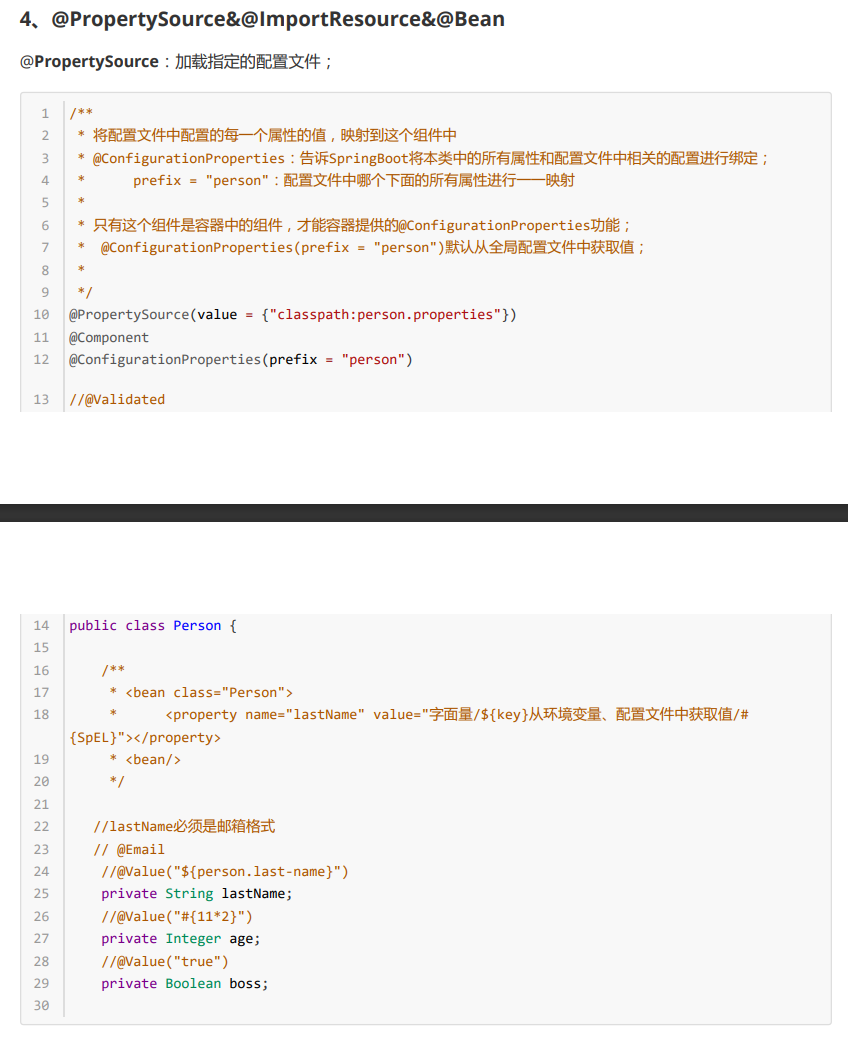 4、@PropertySource&@ImportResource&@Bean
@PropertySource：加载指定的配置文件；
1 /**
2  * 将配置文件中配置的每一个属性的值，映射到这个组件中
3  * @ConfigurationProperties：告诉SpringBoot将本类中的所有属性和配置文件中相关的配置进行绑定；
4  *      prefix = "person"：配置文件中哪个下面的所有属性进行一一映射
5  *
6  * 只有这个组件是容器中的组件，才能容器提供的@ConfigurationProperties功能；
7  *  @ConfigurationProperties(prefix = "person")默认从全局配置文件中获取值；
8  *
9  */
10 @PropertySource(value = {"classpath:person.properties"})
11 @Component
12 @ConfigurationProperties(prefix = "person")
13 //@Validated
14 public class Person {
15
16     /**
17      * <bean class="Person">
18      *      <property name="lastName" value="字面量/${key}从环境变量、配置文件中获取值/#
{SpEL}"></property>
19      * <bean/>
20      */
21
22    //lastName必须是邮箱格式
23    // @Email
24     //@Value("${person.last-name}")
25     private String lastName;
26     //@Value("#{11*2}")
27     private Integer age;
28     //@Value("true")
29     private Boolean boss;
30